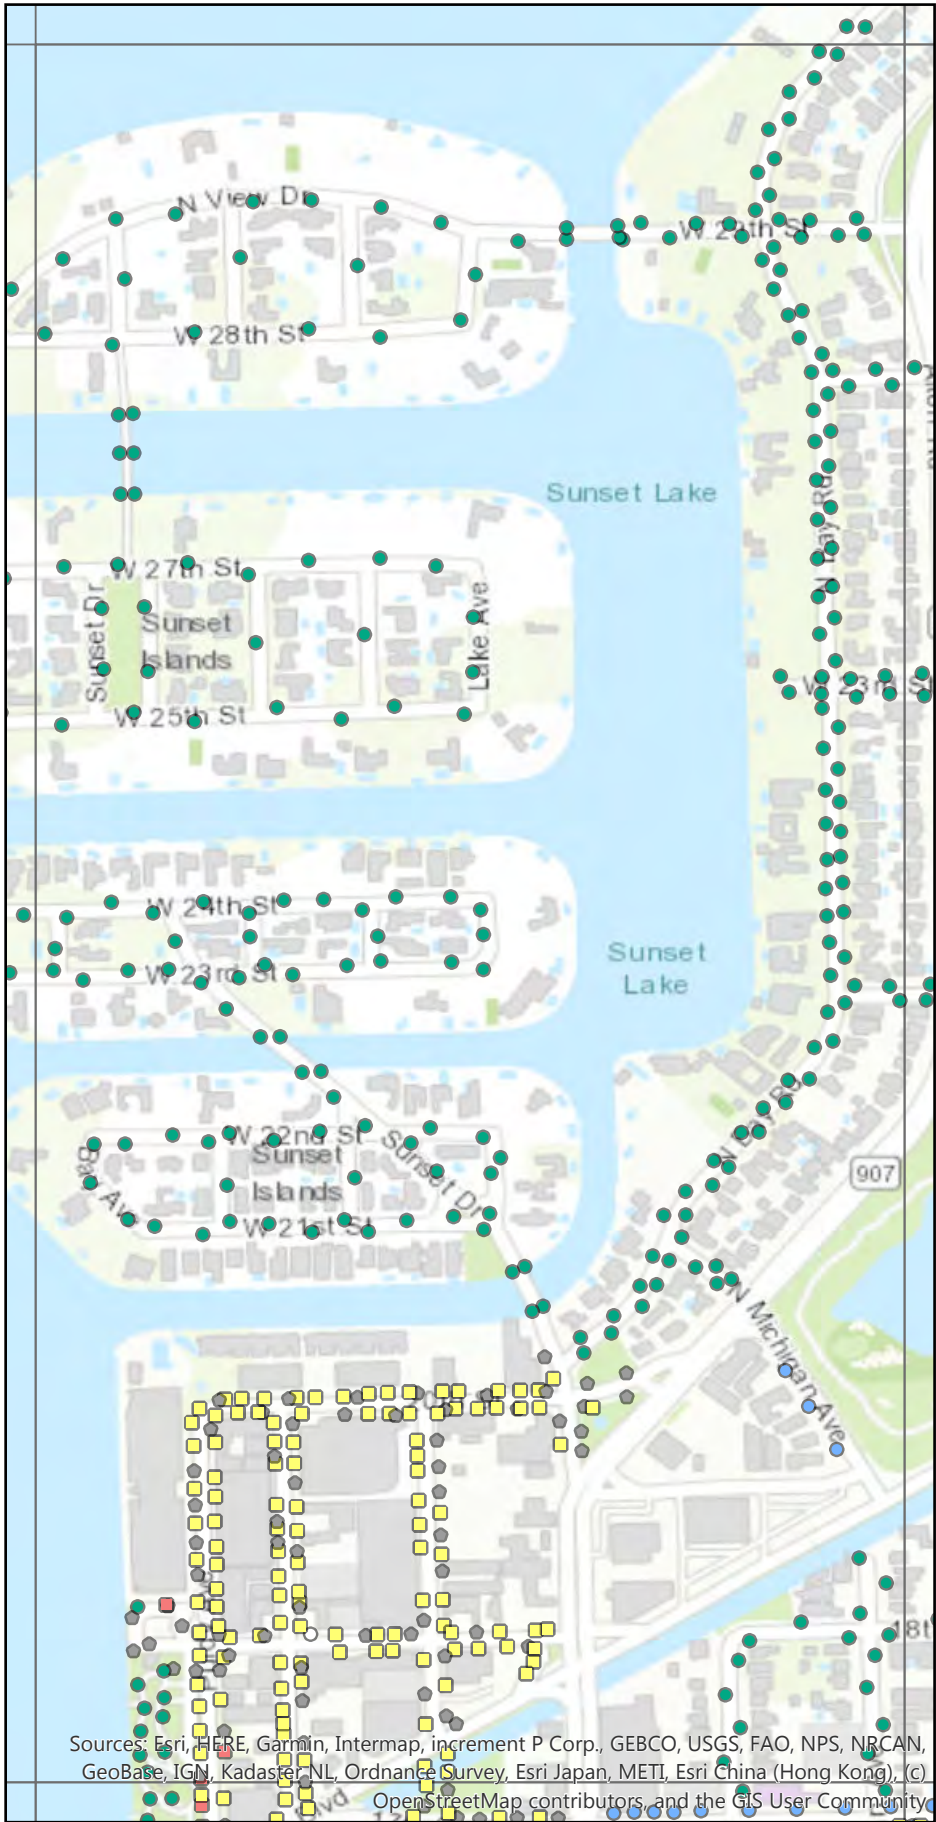 N View Dr
W 29th St
W 28th St
Sunset Lake
N Bay Rd
W 27th St
Sunset Dr
Sunset
Islands
Lake Ave
W 23rd St
W 25th St
W 24th St
Sunset
Lake
W 23rd St
N Bay Rd
W 22nd St
Sunset Dr
Sunset
Islands
Bay Ave
907
W 21st St
N Michigan Ave
20th St
18th
Sources: Esri, HERE, Garmin, Intermap, increment P Corp., GEBCO, USGS, FAO, NPS, NRCAN,
GeoBase, IGN, Kadaster NL, Ordnance Survey, Esri Japan, METI, Esri China (Hong Kong), (c)
OpenStreetMap contributors, and the GIS User Community